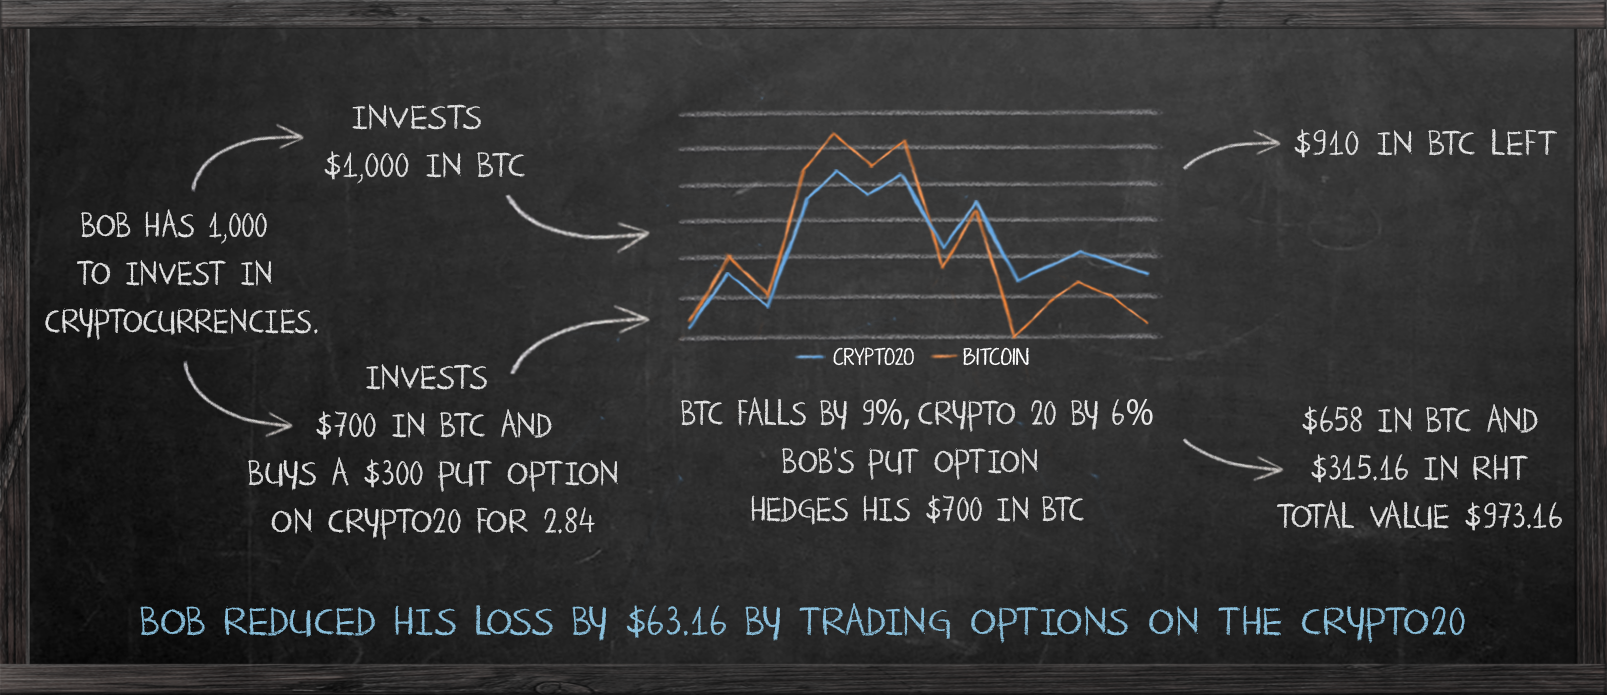 INVESTS
$1,000 IN BTC
BOB HAS 1,000
TO INVEST IN
CRYPTOCURRENCIES.
INVESTS
$700 IN BTC AND
BUYS A $300 PUT OPTION
ON CRYPTO20 FOR 2.84
CRYPTO20 BITCOIN
BTC FALLS BY 9%, CRYPTO 20 BY 6%
BOB'S PUT OPTION
HEDGES HIS $700 IN BTC
$910 IN BTC LEFT
$658 IN BTC AND
$315.16 IN RHT
TOTAL VALUE $973.16
BOB REDUCED HIS LOSS BY $63.16 BY TRADING OPTIONS ON THE CRYPTO20